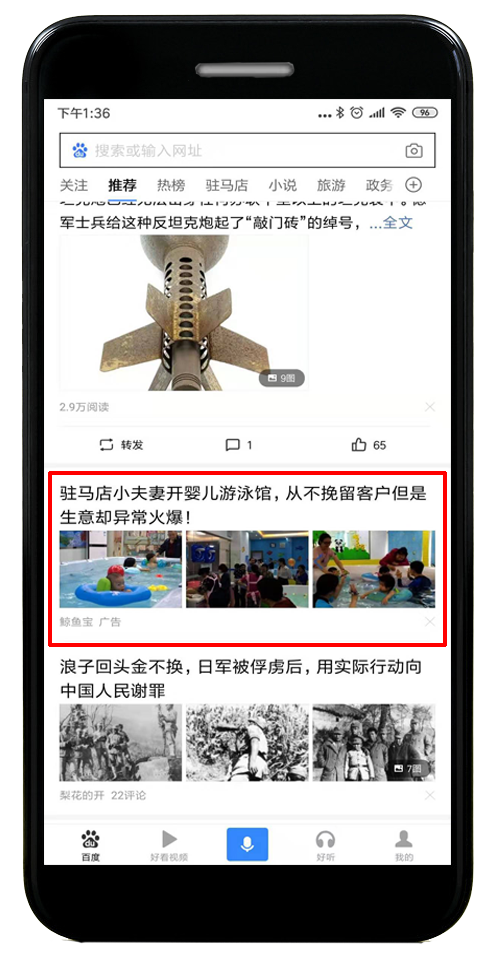 下午1:36
96
du 搜索或输入网址
关注 推荐 热榜 驻马店 小说 旅游 政务
军士兵给这种反坦克炮起了“敲门砖”的绰号，...全文
9图
2.9万阅读
转发 1 65
驻马店小夫妻开婴儿游泳馆，从不挽留客户但是
生意却异常火爆！
鲸鱼宝 广告
浪子回头金不换，日军被俘虏后，用实际行动向
中国人民谢罪
7图
梨花的开 22评论
du
百度 好看视频 好听 我的